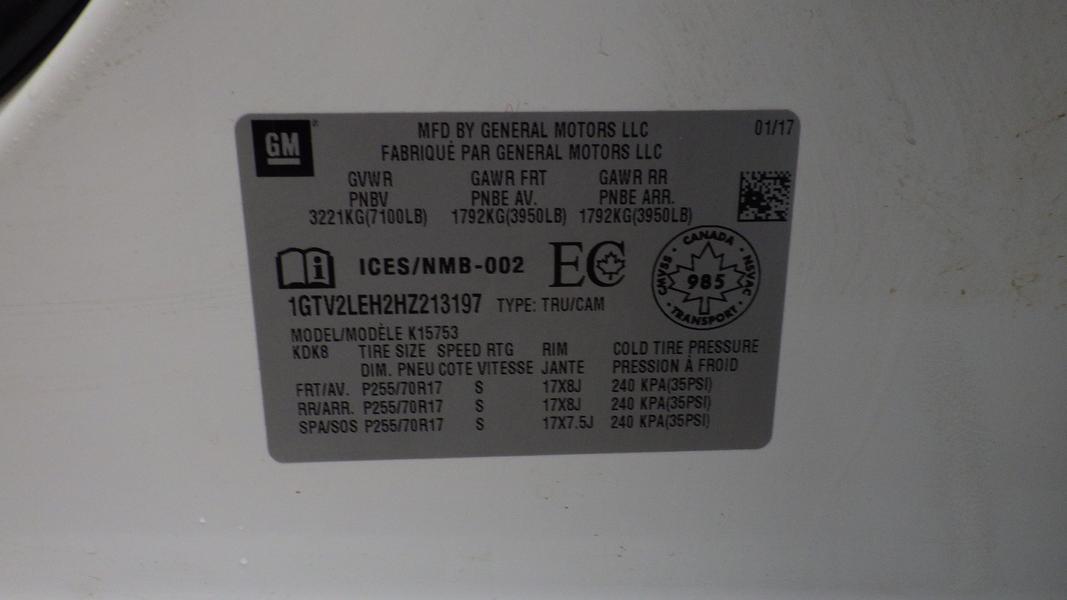 GM
MFD BY GENERAL MOTORS LLC 01/17
FABRIQUÉ PAR GENERAL MOTORS LLC
GVWR GAWR FRT GAWR RR
PNBV PNBE AV. PNBE ARR.
3221KG(7100LB) 1792KG(3950LB) 1792KG(3950LB)
ICES/NMB-002 EC
CANADA
CMVSS 985 NSVAC
TRANSPORT
1GTV2LEH2HZ213197 TYPE: TRU/CAM
MODEL/MODÈLE K15753
KDK8 TIRE SIZE SPEED RTG RIM COLD TIRE PRESSURE
DIM. PNEU COTE VITESSE JANTE PRESSION À FROID
FRT/AV. P255/70R17 S 17X8J 240 KPA(35PSI)
RR/ARR. P255/70R17 S 17X8J 240 KPA(35PSI)
SPA/SOS P255/70R17 S 17X7.5J 240 KPA(35PSI)